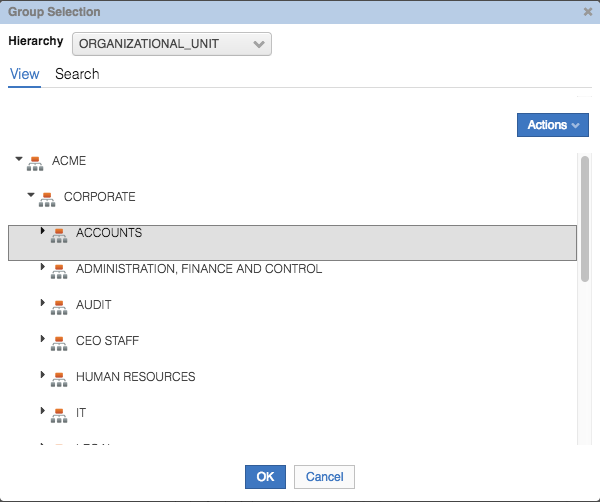 Group Selection
Hierarchy ORGANIZATIONAL_UNIT
View Search
Actions
ACME
CORPORATE
ACCOUNTS
ADMINISTRATION, FINANCE AND CONTROL
AUDIT
CEO STAFF
HUMAN RESOURCES
IT
OK Cancel